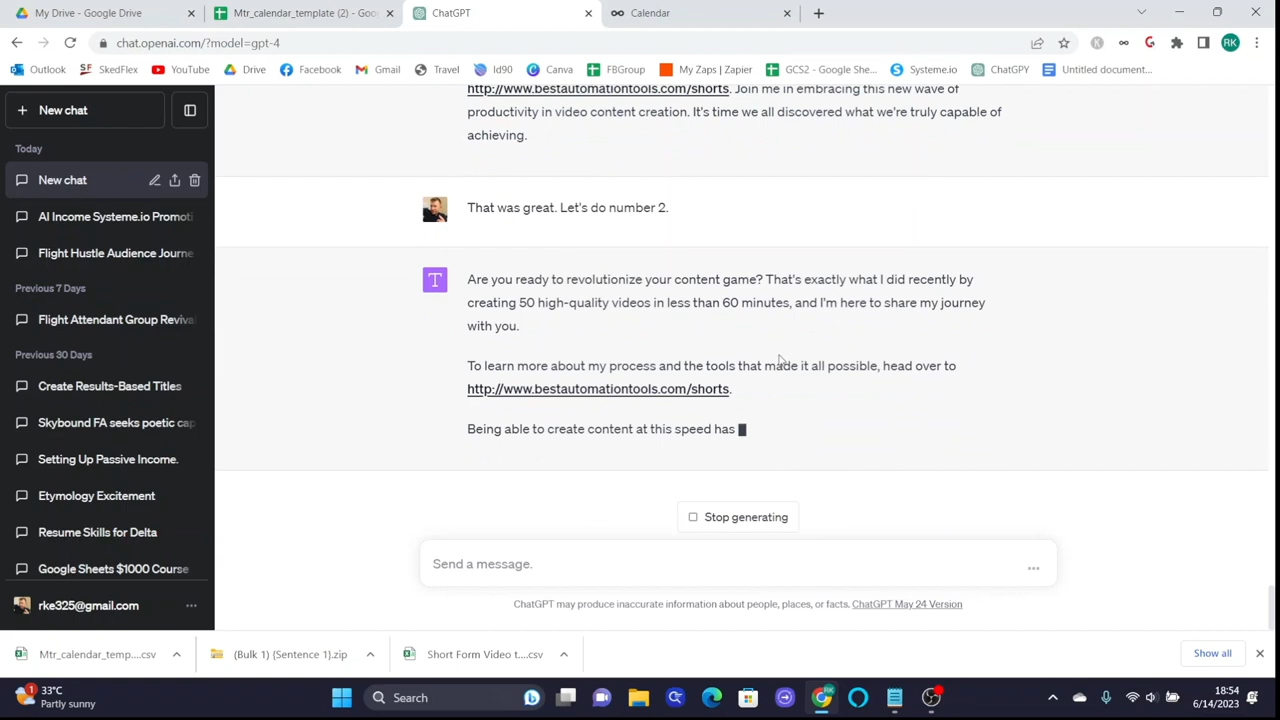 My Drive - Google Drive
Mtr_calendar_template (2) - Goo
ChatGPT
Calendar
chat.openai.com/?model=gpt-4
RK
Outlook
SkedFlex
YouTube
Drive
Facebook
Gmail
Travel
Id90
Canva
FBGroup
My Zaps | Zapier
GCS2 - Google She...
Systeme.io
ChatGPY
Untitled document...
New chat
Today
New chat
AI Income Systeme.io Promoti
Flight Hustle Audience Journe
Previous 7 Days
Flight Attendant Group Reviva
Previous 30 Days
Create Results-Based Titles
Skybound FA seeks poetic cap
Setting Up Passive Income.
Etymology Excitement
Resume Skills for Delta
Google Sheets $1000 Course
rke325@gmail.com
http://www.bestautomationtools.com/shorts. Join me in embracing this new wave of
productivity in video content creation. It's time we all discovered what we're truly capable of
achieving.
That was great. Let's do number 2.
T
Are you ready to revolutionize your content game? That's exactly what I did recently by
creating 50 high-quality videos in less than 60 minutes, and I'm here to share my journey
with you.
To learn more about my process and the tools that made it all possible, head over to
http://www.bestautomationtools.com/shorts.
Being able to create content at this speed has
Stop generating
Send a message.
ChatGPT may produce inaccurate information about people, places, or facts. ChatGPT May 24 Version
Mtr_calendar_temp....csv
(Bulk 1) {Sentence 1}.zip
Short Form Video t....csv
Show all
1
33°C
Partly sunny
Search
RK
18:54
6/14/2023